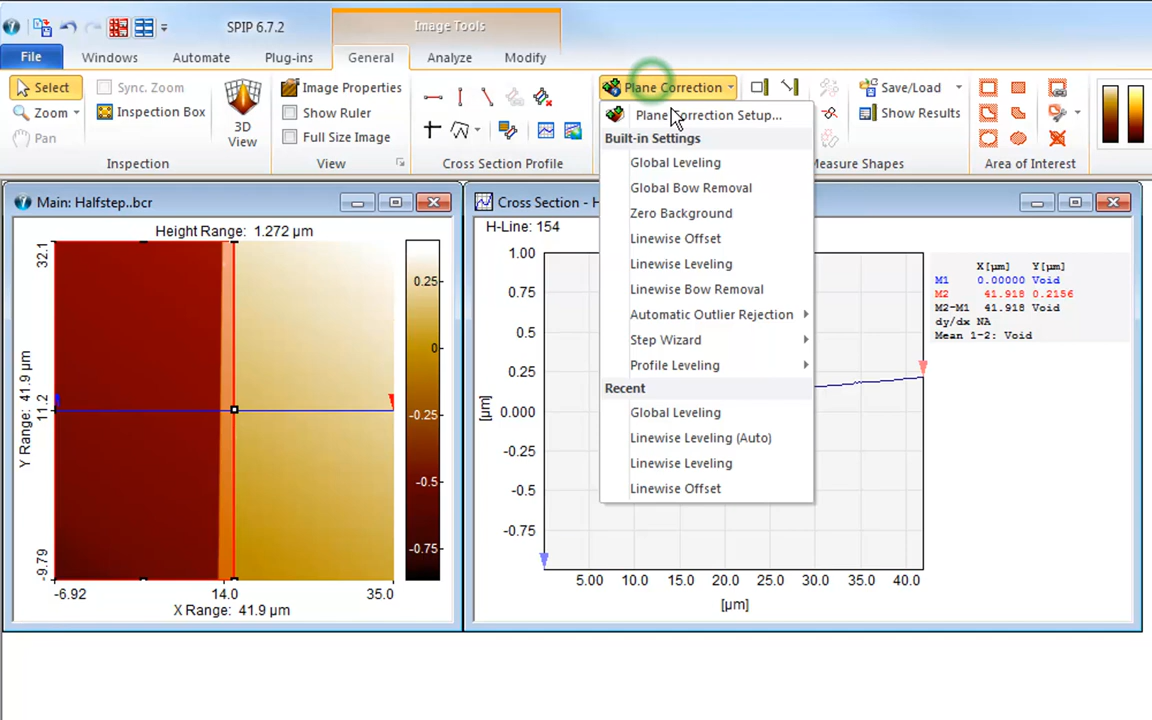 SPIP 6.7.2
Image Tools
File
Windows
Automate
Plug-ins
General
Analyze
Modify
Select
Sync. Zoom
Zoom
Inspection Box
Pan
3D
View
Inspection
Image Properties
Show Ruler
Full Size Image
View
Cross Section Profile
Plane Correction
Save/Load
Show Results
Measure Shapes
Area of Interest
Plane Correction Setup...
Built-in Settings
Global Leveling
Global Bow Removal
Zero Background
Linewise Offset
Linewise Leveling
Linewise Bow Removal
Automatic Outlier Rejection
Step Wizard
Profile Leveling
Recent
Global Leveling
Linewise Leveling (Auto)
Linewise Leveling
Linewise Offset
Main: Halfstep..bcr
Height Range: 1.272 µm
32.1
Y Range: 41.9 µm
11.2
-9.79
-6.92
14.0
35.0
X Range: 41.9 µm
0.25
0
-0.25
-0.5
-0.75
Cross Section - H
H-Line: 154
1.00
0.75
0.5
0.25
0.000
-0.25
-0.5
-0.75
[µm]
5.00
10.0
15.0
20.0
25.0
30.0
35.0
40.0
[µm]
X[µm] Y[µm]
M1 0.00000 Void
M2 41.918 0.2156
M2-M1 41.918 Void
dy/dx NA
Mean 1-2: Void